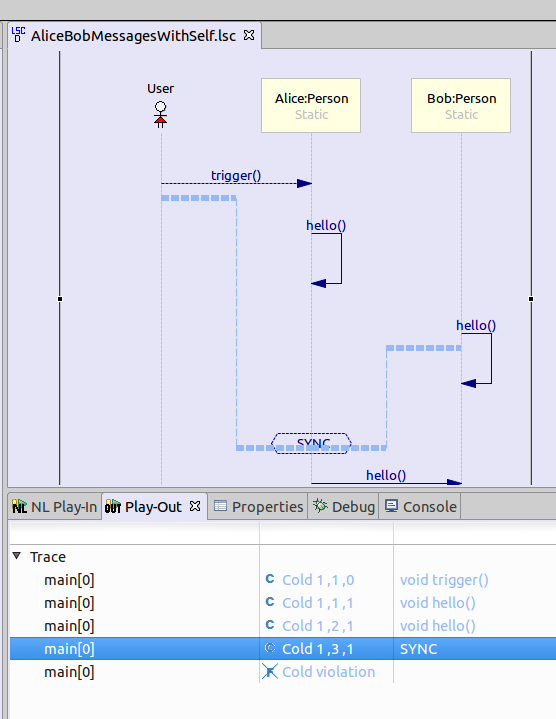 LSC
D AliceBobMessagesWithSelf.lsc
User
Alice:Person
Static
Bob:Person
Static
trigger()
hello()
hello()
SYNC
hello()
NL NL Play-In OUT Play-Out Properties Debug Console
Trace
main[0] C Cold 1 ,1 ,0 void trigger()
main[0] C Cold 1 ,1 ,1 void hello()
main[0] C Cold 1 ,2 ,1 void hello()
main[0] C Cold 1 ,3 ,1 SYNC
main[0] Cold violation